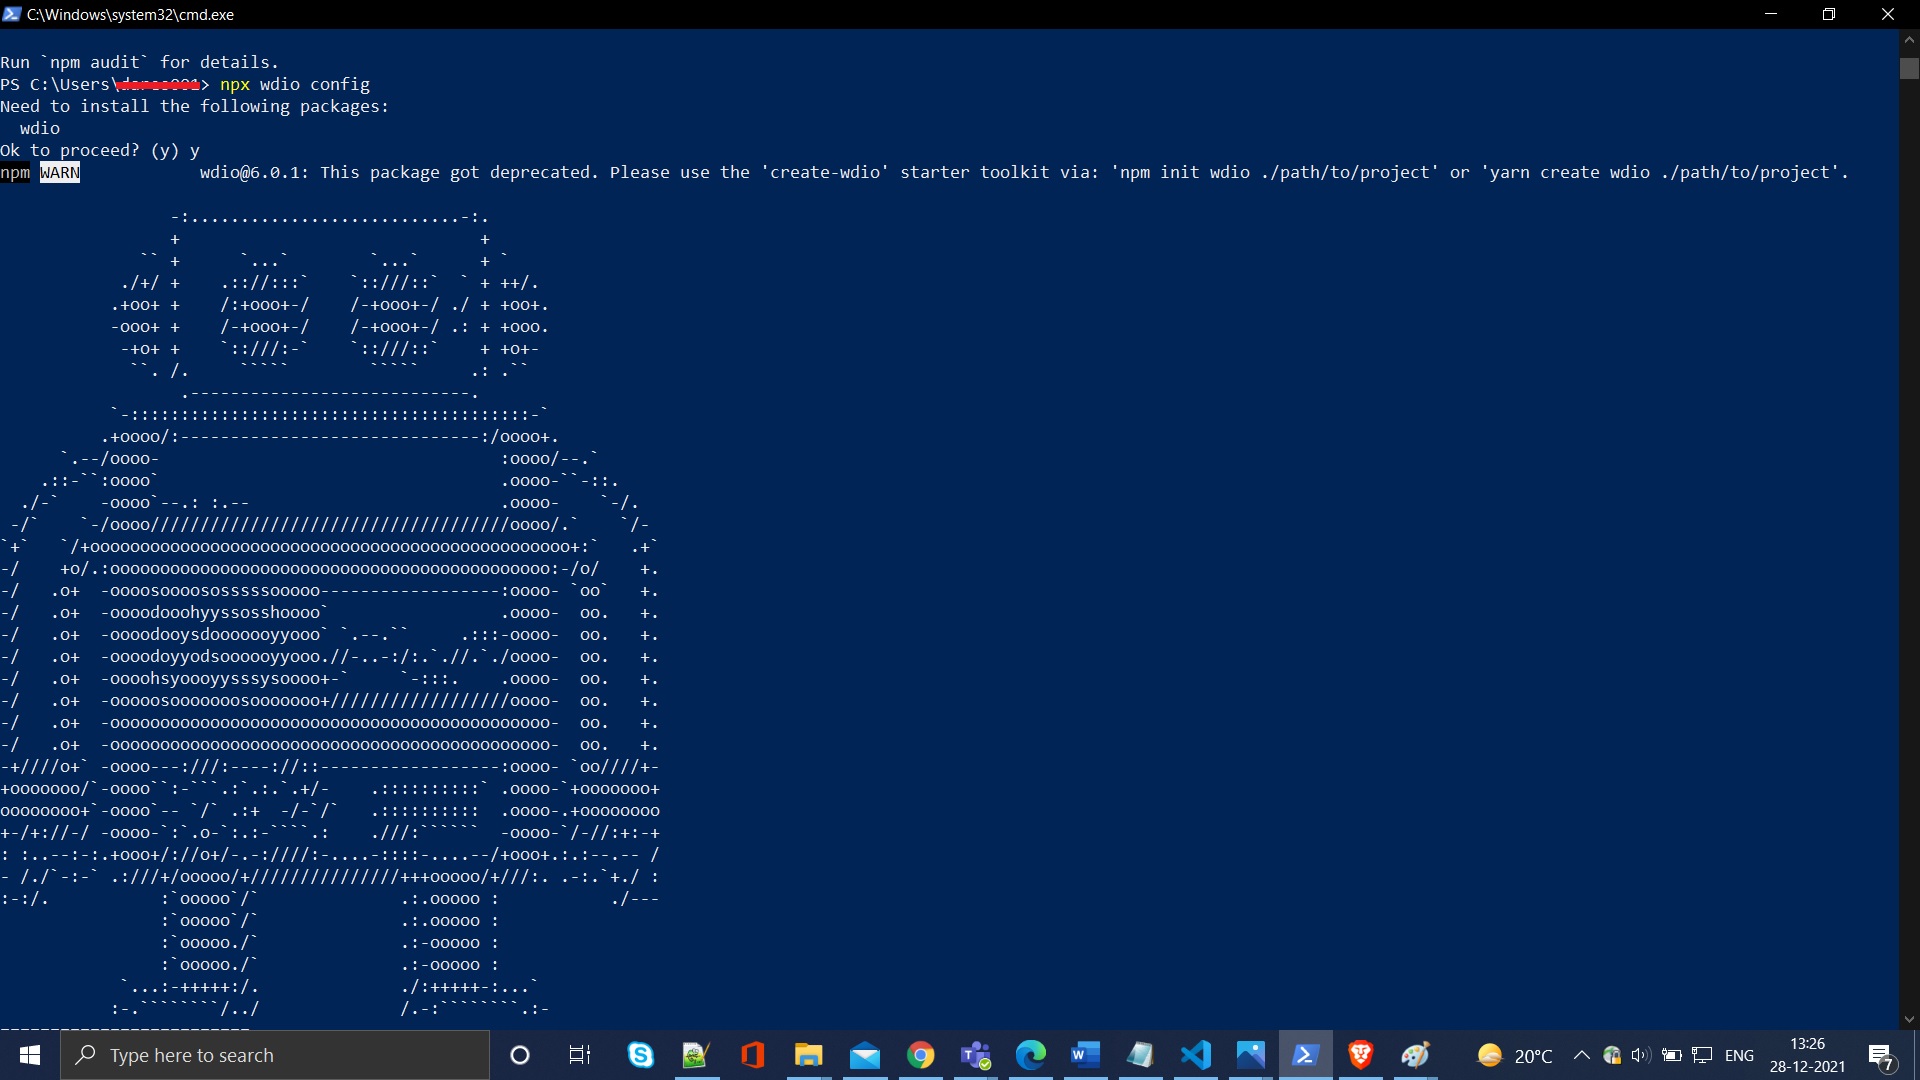 C:\Windows\system32\cmd.exe
Run `npm audit` for details.
PS C:\Users\> npx wdio config
Need to install the following packages:
  wdio
Ok to proceed? (y) y
npm WARN            wdio@6.0.1: This package got deprecated. Please use the 'create-wdio' starter toolkit via: 'npm init wdio ./path/to/project' or 'yarn create wdio ./path/to/project'.
Type here to search
20°C
ENG
13:26
28-12-2021
7